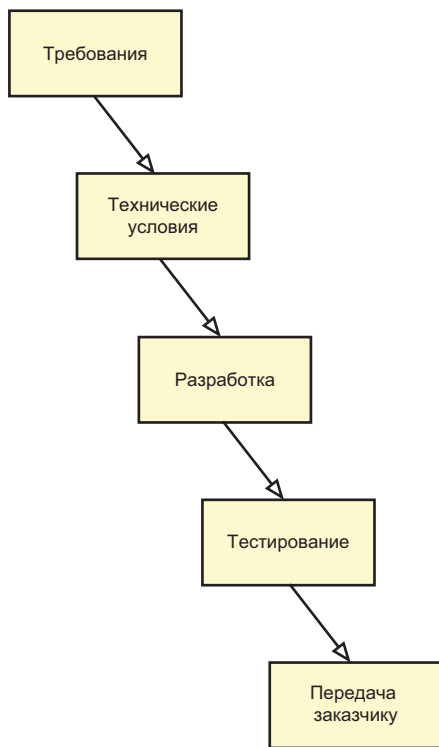 Требования
Технические
условия
Разработка
Тестирование
Передача
заказчику